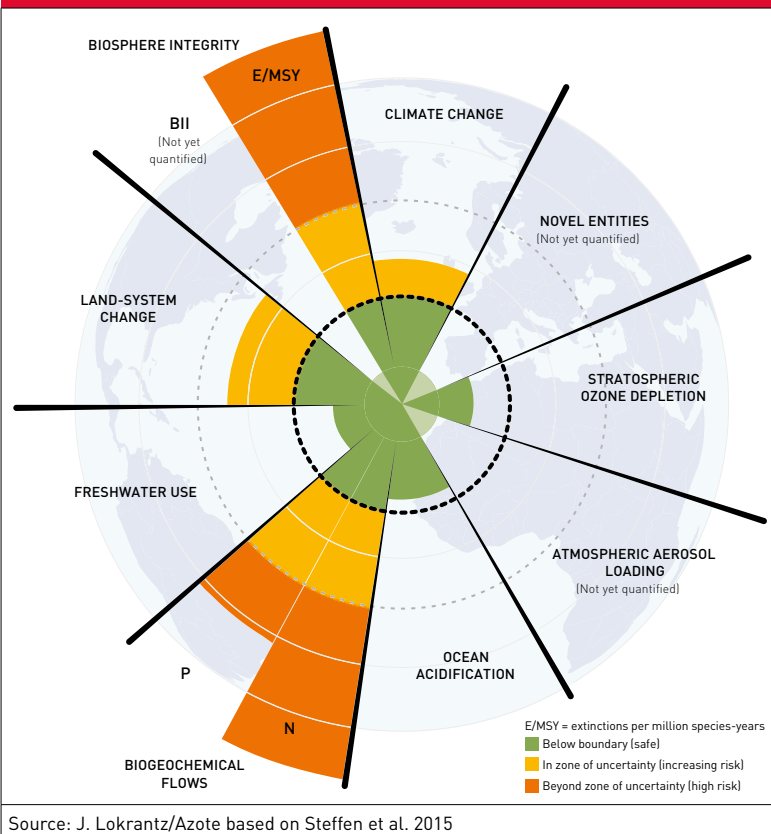 BIOSPHERE INTEGRITY
E/MSY
BII
(Not yet
quantified)
CLIMATE CHANGE
NOVEL ENTITIES
(Not yet quantified)
LAND-SYSTEM
CHANGE
STRATOSPHERIC
OZONE DEPLETION
FRESHWATER USE
ATMOSPHERIC AEROSOL
LOADING
(Not yet quantified)
OCEAN
ACIDIFICATION
P
N
BIOGEOCHEMICAL
FLOWS
E/MSY = extinctions per million species-years
Below boundary (safe)
In zone of uncertainty (increasing risk)
Beyond zone of uncertainty (high risk)
Source: J. Lokrantz/Azote based on Steffen et al. 2015